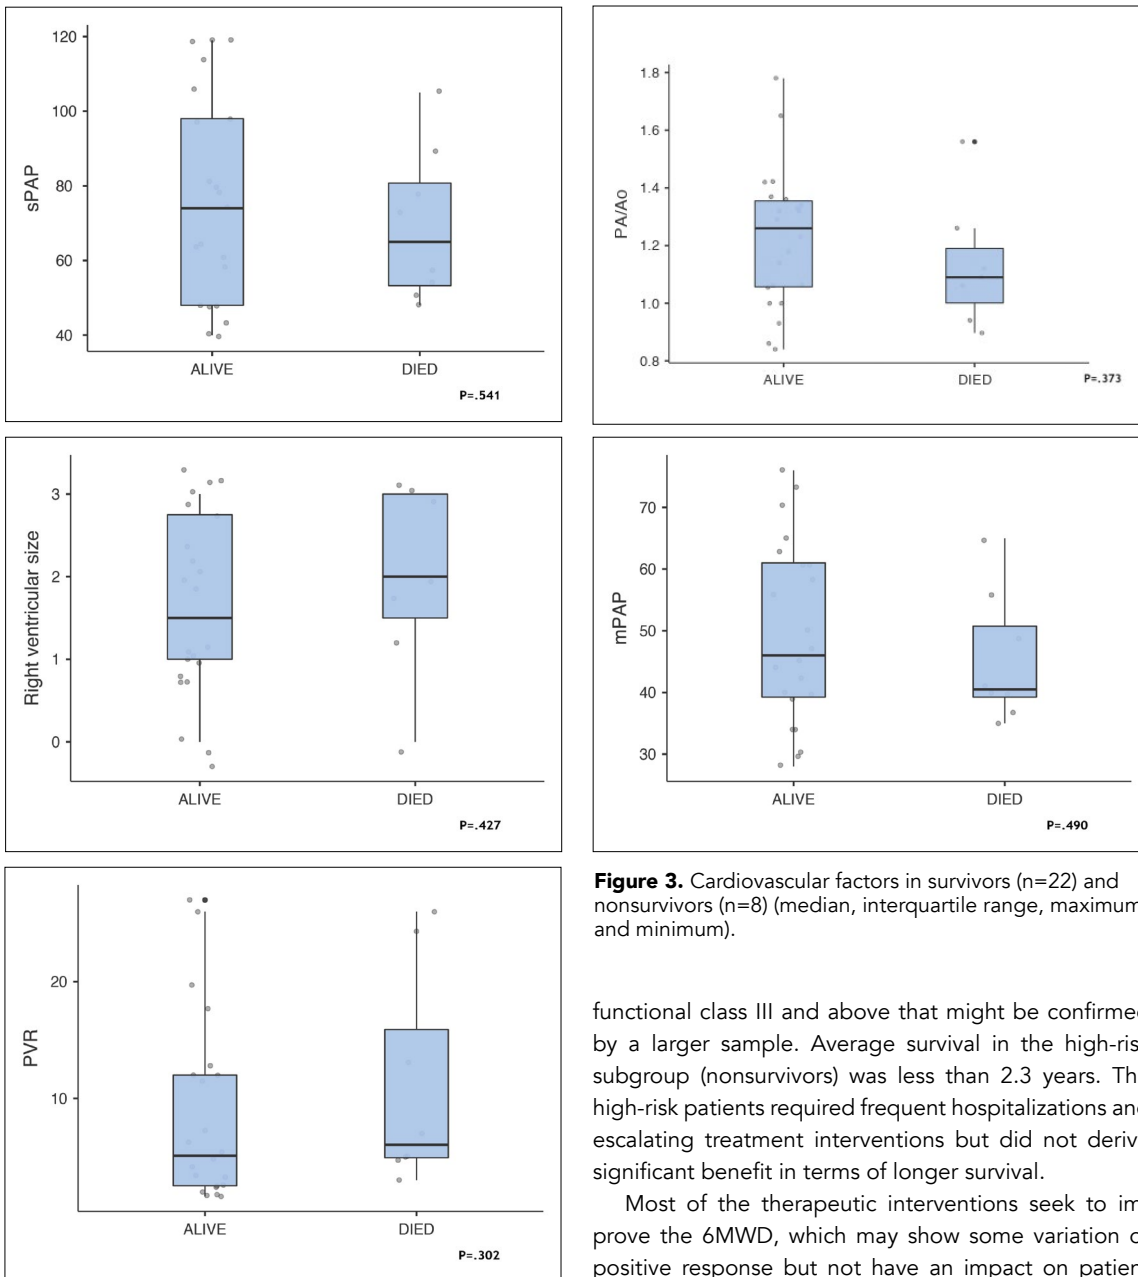 120
100
80
60
40
sPAP
ALIVE
DIED
P=.541
1.8
1.6
1.4
1.2
1.0
0.8
PA/Ao
ALIVE
DIED
P=.373
3
2
1
0
Right ventricular size
ALIVE
DIED
P=.427
70
60
50
40
30
mPAP
ALIVE
DIED
P=.490
20
10
PVR
ALIVE
DIED
P=.302
Figure 3. Cardiovascular factors in survivors (n=22) and
nonsurvivors (n=8) (median, interquartile range, maximum
and minimum).
functional class III and above that might be confirmed
by a larger sample. Average survival in the high-ris
subgroup (nonsurvivors) was less than 2.3 years. Th
high-risk patients required frequent hospitalizations and
escalating treatment interventions but did not deriv
significant benefit in terms of longer survival.
Most of the therapeutic interventions seek to im
prove the 6MWD, which may show some variation o
positive response but not have an impact on patien